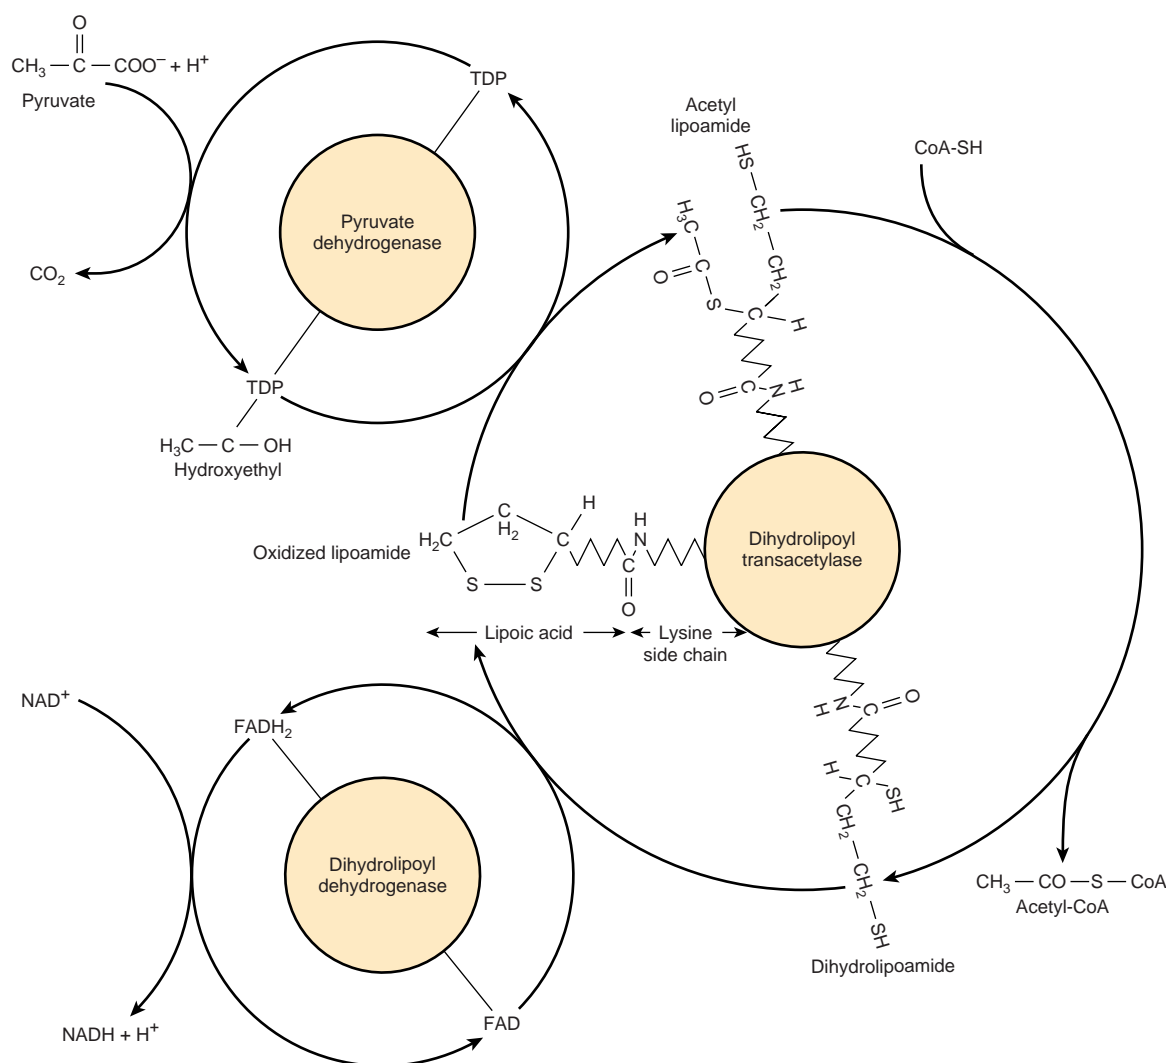 O
CH₃ — C — COO⁻ + H⁺
Pyruvate
TDP
Pyruvate
dehydrogenase
CO₂
TDP
H₃C — C — OH
Hydroxyethyl
Acetyl
lipoamide
HS
CH₂
CH₂
H₃C
C
O
S
C
H
C
O
N
H
CoA-SH
Oxidized lipoamide
H₂C
C
H₂
C
H
S — S
H
N
C
O
Dihydrolipoyl
transacetylase
Lipoic acid
Lysine
side chain
H
N
C
O
H
C
SH
CH₂
CH₂
SH
Dihydrolipoamide
CH₃ — CO — S — CoA
Acetyl-CoA
NAD⁺
FADH₂
Dihydrolipoyl
dehydrogenase
FAD
NADH + H⁺